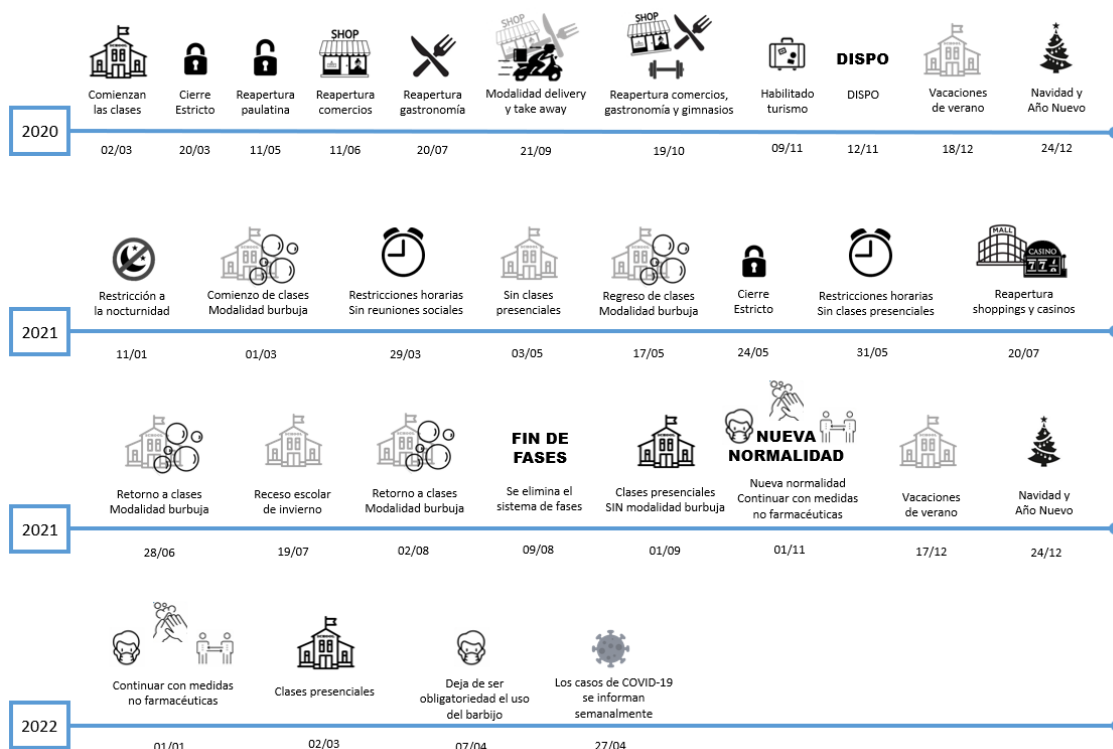 SHOP
SHOP
SHOP
DISPO
Comienzan
las clases
Cierre
Estricto
Reapertura
paulatina
Reapertura
comercios
Reapertura
gastronomía
Modalidad delivery
y take away
Reapertura comercios,
gastronomía y gimnasios
Habilitado
turismo
DISPO
Vacaciones
de verano
Navidad y
Año Nuevo
2020
02/03
20/03
11/05
11/06
20/07
21/09
19/10
09/11
12/11
18/12
24/12
MALL
CASINO
Restricción a
la nocturnidad
Comienzo de clases
Modalidad burbuja
Restricciones horarias
Sin reuniones sociales
Sin clases
presenciales
Regreso de clases
Modalidad burbuja
Cierre
Estricto
Restricciones horarias
Sin clases presenciales
Reapertura
shoppings y casinos
2021
11/01
01/03
29/03
03/05
17/05
24/05
31/05
20/07
FIN DE
FASES
NUEVA
NORMALIDAD
Retorno a clases
Modalidad burbuja
Receso escolar
de invierno
Retorno a clases
Modalidad burbuja
Se elimina el
sistema de fases
Clases presenciales
SIN modalidad burbuja
Nueva normalidad
Continuar con medidas
no farmacéuticas
Vacaciones
de verano
Navidad y
Año Nuevo
2021
28/06
19/07
02/08
09/08
01/09
01/11
17/12
24/12
Continuar con medidas
no farmacéuticas
Clases presenciales
Deja de ser
obligatoriedad el uso
del barbijo
Los casos de COVID-19
se informan
semanalmente
2022
01/01
02/03
07/04
27/04